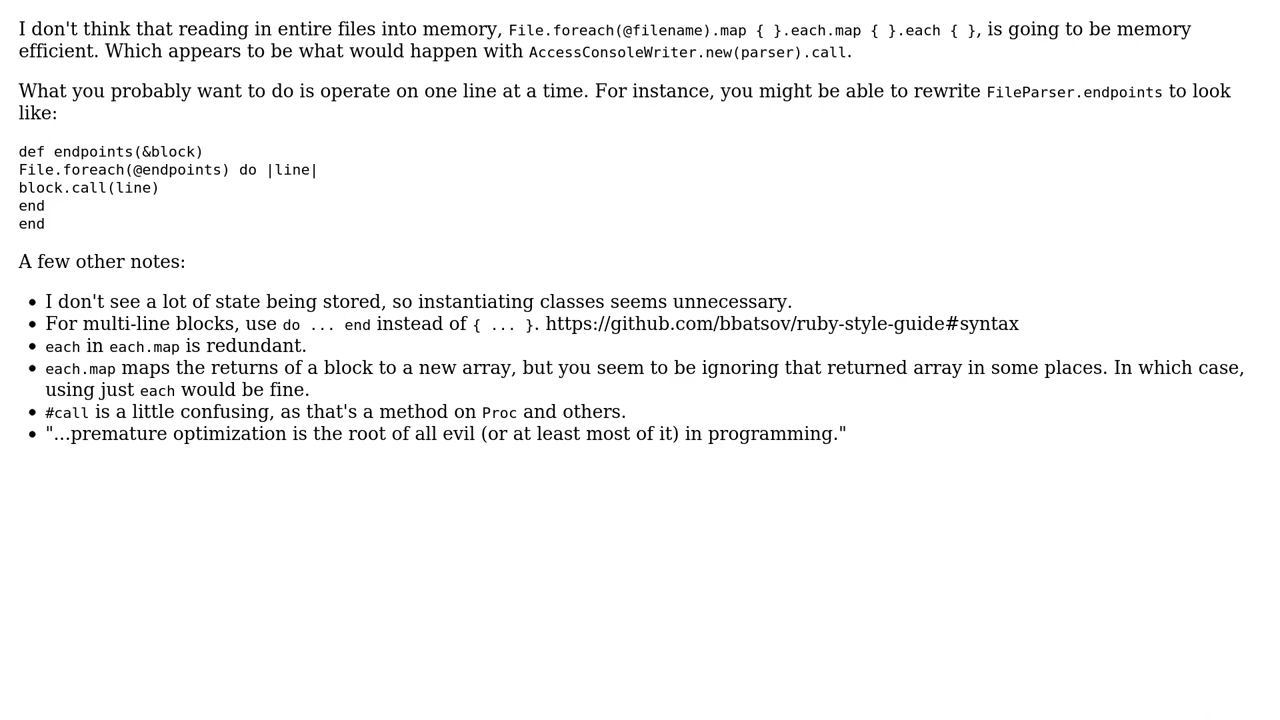 I don't think that reading in entire files into memory, File.foreach(@filename).map { }.each.map { }.each { }, is going to be memory
efficient. Which appears to be what would happen with AccessConsoleWriter.new(parser).call.
What you probably want to do is operate on one line at a time. For instance, you might be able to rewrite FileParser.endpoints to look
like:
def endpoints(&block)
File.foreach(@endpoints) do |line|
block.call(line)
end
end
A few other notes:
• I don't see a lot of state being stored, so instantiating classes seems unnecessary.
• For multi-line blocks, use do ... end instead of { ... }. https://github.com/bbatsov/ruby-style-guide#syntax
• each in each.map is redundant.
• each.map maps the returns of a block to a new array, but you seem to be ignoring that returned array in some places. In which case,
using just each would be fine.
• #call is a little confusing, as that's a method on Proc and others.
• "...premature optimization is the root of all evil (or at least most of it) in programming."